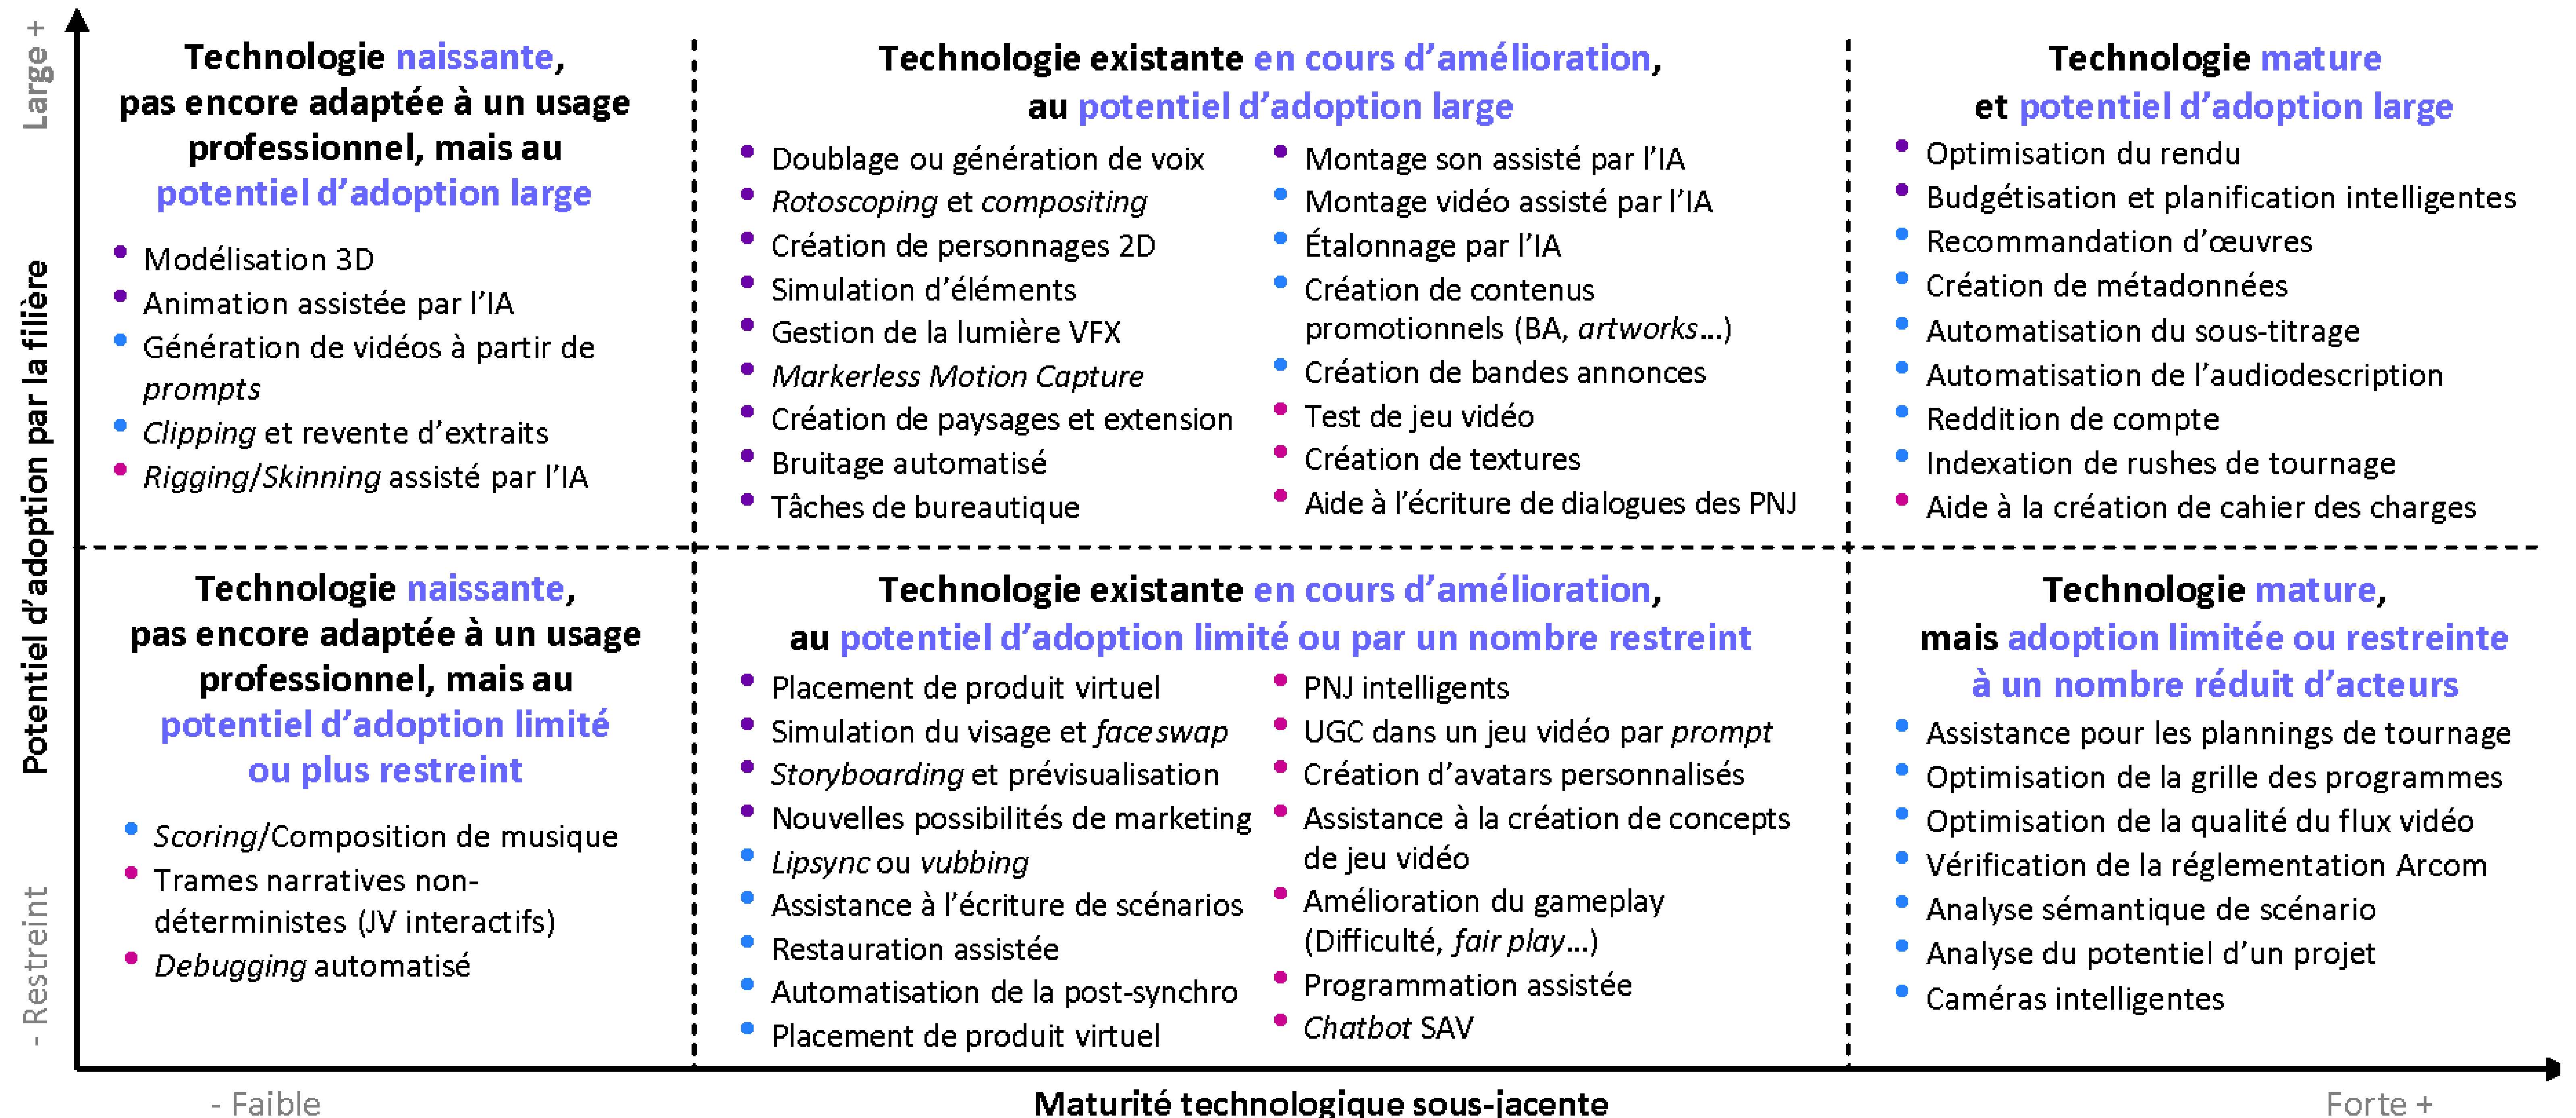 Large +
Potentiel d'adoption par la filière
- Restreint
Technologie naissante,
pas encore adaptée à un usage
professionnel, mais au
potentiel d'adoption large
• Modélisation 3D
• Animation assistée par l'IA
• Génération de vidéos à partir de
prompts
• Clipping et revente d'extraits
• Rigging/Skinning assisté par l'IA
Technologie existante en cours d'amélioration,
au potentiel d'adoption large
• Doublage ou génération de voix
• Rotoscoping et compositing
• Création de personnages 2D
• Simulation d'éléments
• Gestion de la lumière VFX
• Markerless Motion Capture
• Création de paysages et extension
• Bruitage automatisé
• Tâches de bureautique
• Montage son assisté par l'IA
• Montage vidéo assisté par l'IA
• Étalonnage par l'IA
• Création de contenus
promotionnels (BA, artworks...)
• Création de bandes annonces
• Test de jeu vidéo
• Création de textures
• Aide à l'écriture de dialogues des PNJ
Technologie mature
et potentiel d'adoption large
• Optimisation du rendu
• Budgétisation et planification intelligentes
• Recommandation d'œuvres
• Création de métadonnées
• Automatisation du sous-titrage
• Automatisation de l'audiodescription
• Reddition de compte
• Indexation de rushes de tournage
• Aide à la création de cahier des charges
Technologie naissante,
pas encore adaptée à un usage
professionnel, mais au
potentiel d'adoption limité
ou plus restreint
• Scoring/Composition de musique
• Trames narratives non-
déterministes (JV interactifs)
• Debugging automatisé
Technologie existante en cours d'amélioration,
au potentiel d'adoption limité ou par un nombre restreint
• Placement de produit virtuel
• Simulation du visage et face swap
• Storyboarding et prévisualisation
• Nouvelles possibilités de marketing
• Lipsync ou vubbing
• Assistance à l'écriture de scénarios
• Restauration assistée
• Automatisation de la post-synchro
• Placement de produit virtuel
• PNJ intelligents
• UGC dans un jeu vidéo par prompt
• Création d'avatars personnalisés
• Assistance à la création de concepts
de jeu vidéo
• Amélioration du gameplay
(Difficulté, fair play...)
• Programmation assistée
• Chatbot SAV
Technologie mature,
mais adoption limitée ou restreinte
à un nombre réduit d'acteurs
• Assistance pour les plannings de tournage
• Optimisation de la grille des programmes
• Optimisation de la qualité du flux vidéo
• Vérification de la réglementation Arcom
• Analyse sémantique de scénario
• Analyse du potentiel d'un projet
• Caméras intelligentes
- Faible
Maturité technologique sous-jacente
Forte +